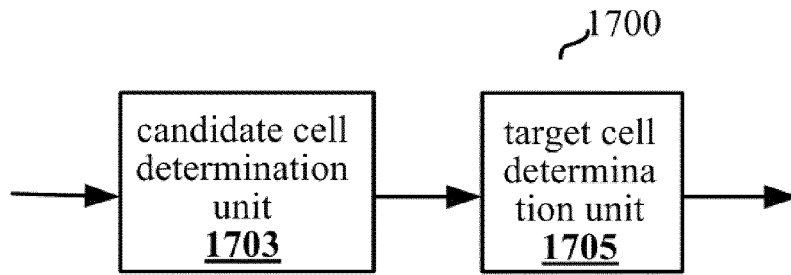 1700
candidate cell
determination
unit
1703
target cell
determina
tion unit
1705